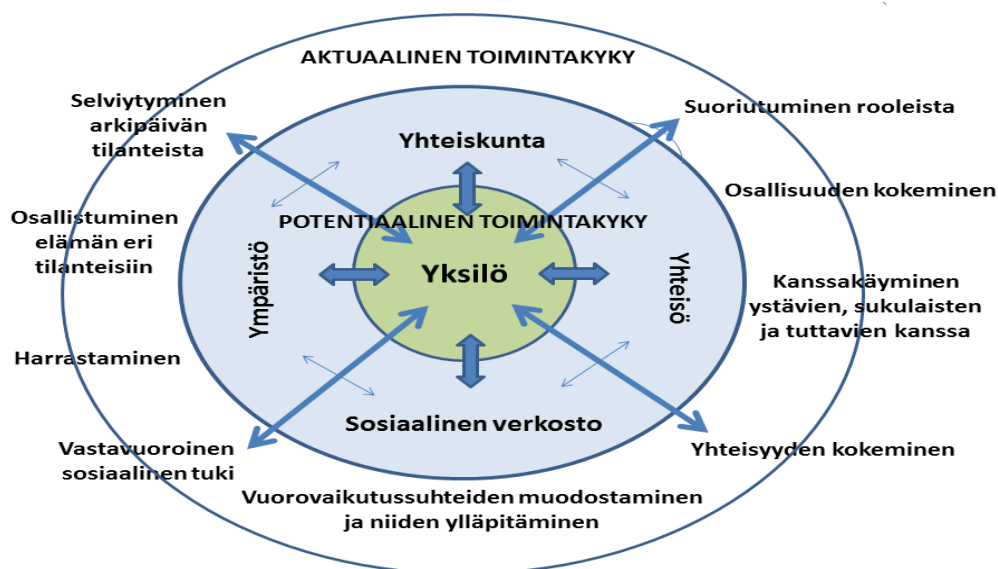 AKTUAALINEN TOIMINTAKYKY
Selviytyminen
arkipäivän
tilanteista
Suoriutuminen rooleista
Yhteiskunta
Osallisuuden kokeminen
Osallistuminen
elämän eri
tilanteisiin
POTENTIAALINEN TOIMINTAKYKY
Ympäristö
Yksilö
Yhteisö
Kanssakäyminen
ystävien, sukulaisten
ja tuttavien kanssa
Harrastaminen
Sosiaalinen verkosto
Vastavuoroinen
sosiaalinen tuki
Yhteisyyden kokeminen
Vuorovaikutussuhteiden muodostaminen
ja niiden ylläpitäminen